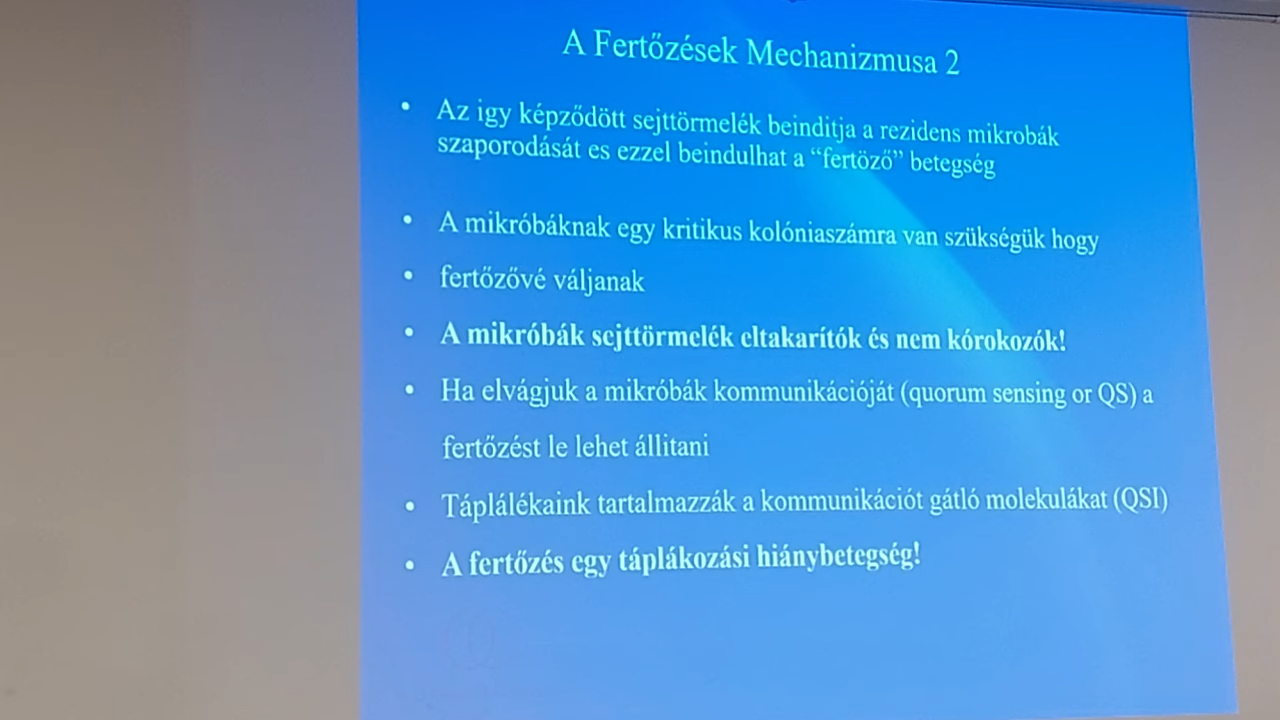 A Fertőzések Mechanizmusa 2
• Az igy képződött sejttörmelék beinditja a rezidens mikrobák
szaporodását es ezzel beindulhat a “fertöző” betegség
• A mikróbáknak egy kritikus kolóniaszámra van szükségük hogy
• fertőzővé váljanak
• A mikróbák sejttörmelék eltakarítók és nem kórokozók!
• Ha elvágjuk a mikróbák kommunikációját (quorum sensing or QS) a
fertőzést le lehet állitani
• Táplálékaink tartalmazzák a kommunikációt gátló molekulákat (QSI)
• A fertőzés egy táplákozási hiánybetegség!